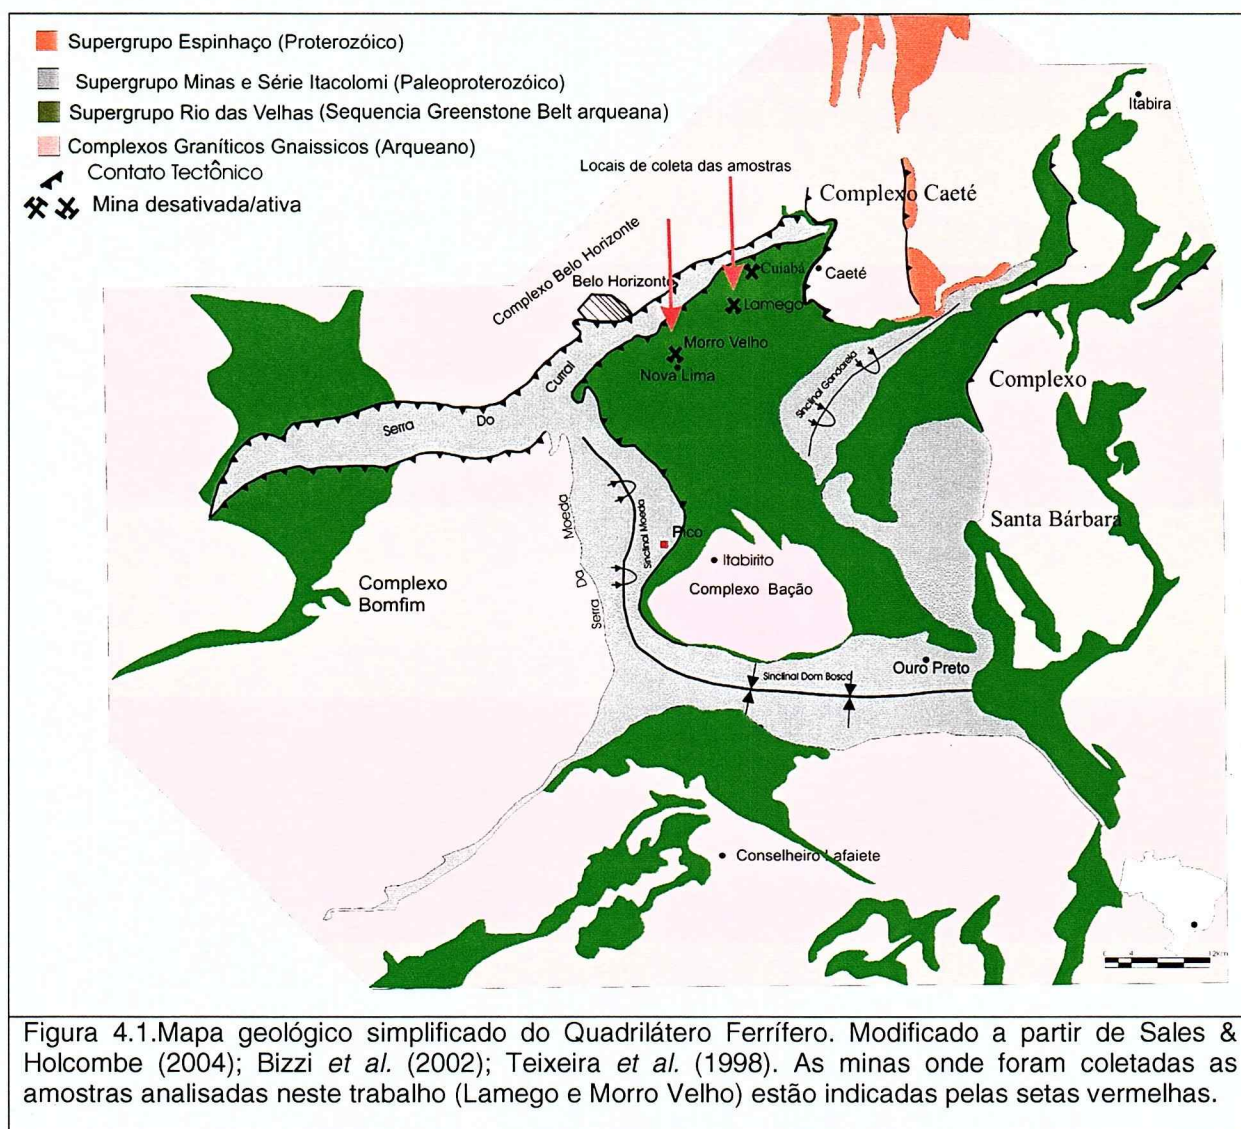 Supergrupo Espinhaço (Proterozóico)
Supergrupo Minas e Série Itacolomi (Paleoproterozóico)
Supergrupo Rio das Velhas (Sequencia Greenstone Belt arqueana)
Complexos Graníticos Gnaissicos (Arqueano)
Contato Tectônico
Mina desativada/ativa
Locais de coleta das amostras
Itabira
Complexo Caeté
Complexo Belo Horizonte
Belo Horizonte
Cuiabá
Caeté
Lamego
Morro Velho
Nova Lima
Sinclinal Gandarela
Complexo
Santa Bárbara
Serra Do Curral
Serra Da Moeda
Sinclinal Moeda
Pico
Itabirito
Complexo Bação
Complexo
Bomfim
Ouro Preto
Sinclinal Dom Bosco
Conselheiro Lafaiete
0 4 12km
Figura 4.1.Mapa geológico simplificado do Quadrilátero Ferrífero. Modificado a partir de Sales &
Holcombe (2004); Bizzi et al. (2002); Teixeira et al. (1998). As minas onde foram coletadas as
amostras analisadas neste trabalho (Lamego e Morro Velho) estão indicadas pelas setas vermelhas.